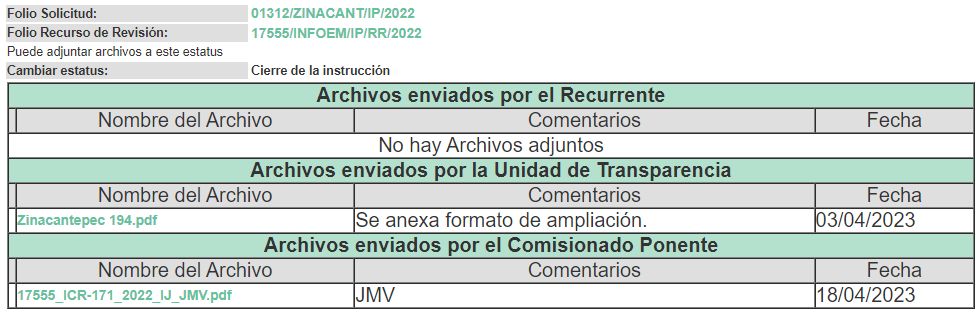 Folio Solicitud: 01312/ZINACANT/IP/2022
Folio Recurso de Revisión: 17555/INFOEM/IP/RR/2022
Puede adjuntar archivos a este estatus
Cambiar estatus: Cierre de la instrucción
Archivos enviados por el Recurrente
Nombre del Archivo Comentarios Fecha
No hay Archivos adjuntos
Archivos enviados por la Unidad de Transparencia
Nombre del Archivo Comentarios Fecha
Zinacantepec 194.pdf Se anexa formato de ampliación. 03/04/2023
Archivos enviados por el Comisionado Ponente
Nombre del Archivo Comentarios Fecha
17555_ICR-171_2022_IJ_JMV.pdf JMV 18/04/2023